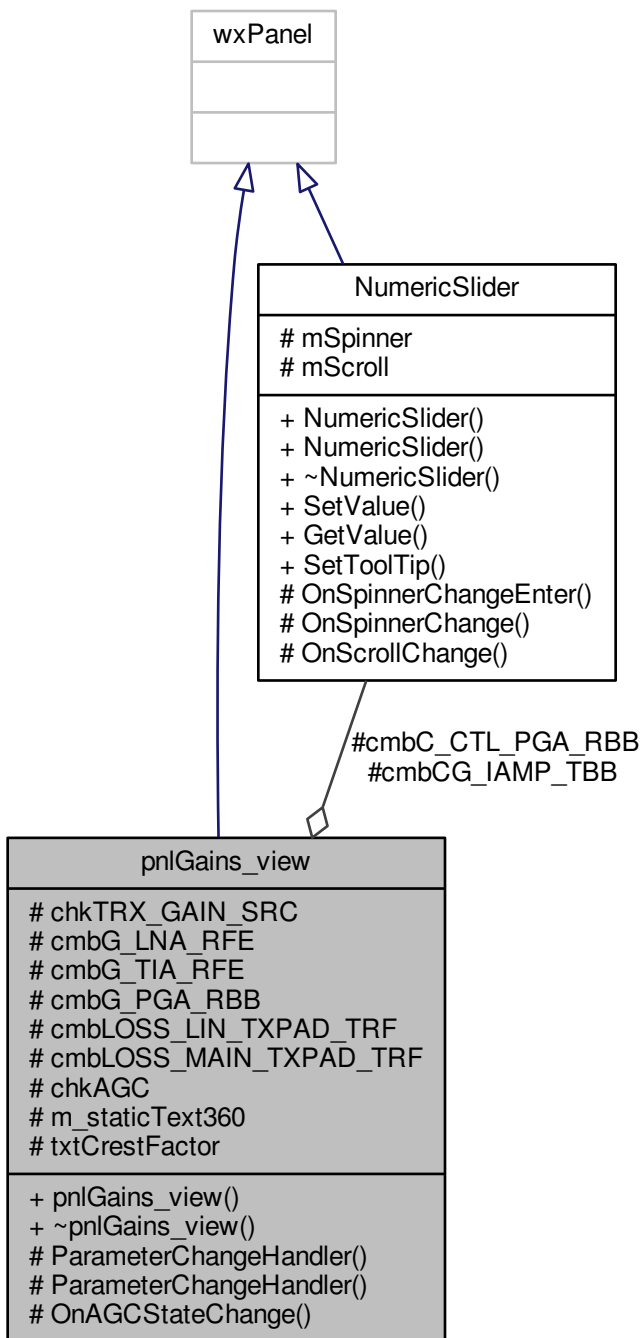 wxPanel
NumericSlider
# mSpinner
# mScroll
+ NumericSlider()
+ NumericSlider()
+ ~NumericSlider()
+ SetValue()
+ GetValue()
+ SetToolTip()
# OnSpinnerChangeEnter()
# OnSpinnerChange()
# OnScrollChange()
#cmbC_CTL_PGA_RBB
#cmbCG_IAMP_TBB
pnlGains_view
# chkTRX_GAIN_SRC
# cmbG_LNA_RFE
# cmbG_TIA_RFE
# cmbG_PGA_RBB
# cmbLOSS_LIN_TXPAD_TRF
# cmbLOSS_MAIN_TXPAD_TRF
# chkAGC
# m_staticText360
# txtCrestFactor
+ pnlGains_view()
+ ~pnlGains_view()
# ParameterChangeHandler()
# ParameterChangeHandler()
# OnAGCStateChange()